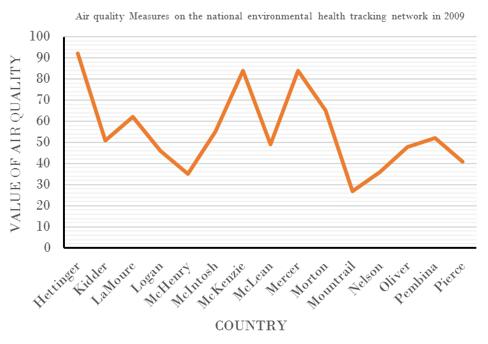 Air quality Measures on the national environmental health tracking network in 2009
100
90
80
70
60
50
40
30
20
10
0
VALUE OF AIR QUALITY
Hettinger
Kidder
LaMoure
Logan
McHenry
McIntosh
McKenzie
McLean
Mercer
Morton
Mountrail
Nelson
Oliver
Pembina
Pierce
COUNTRY